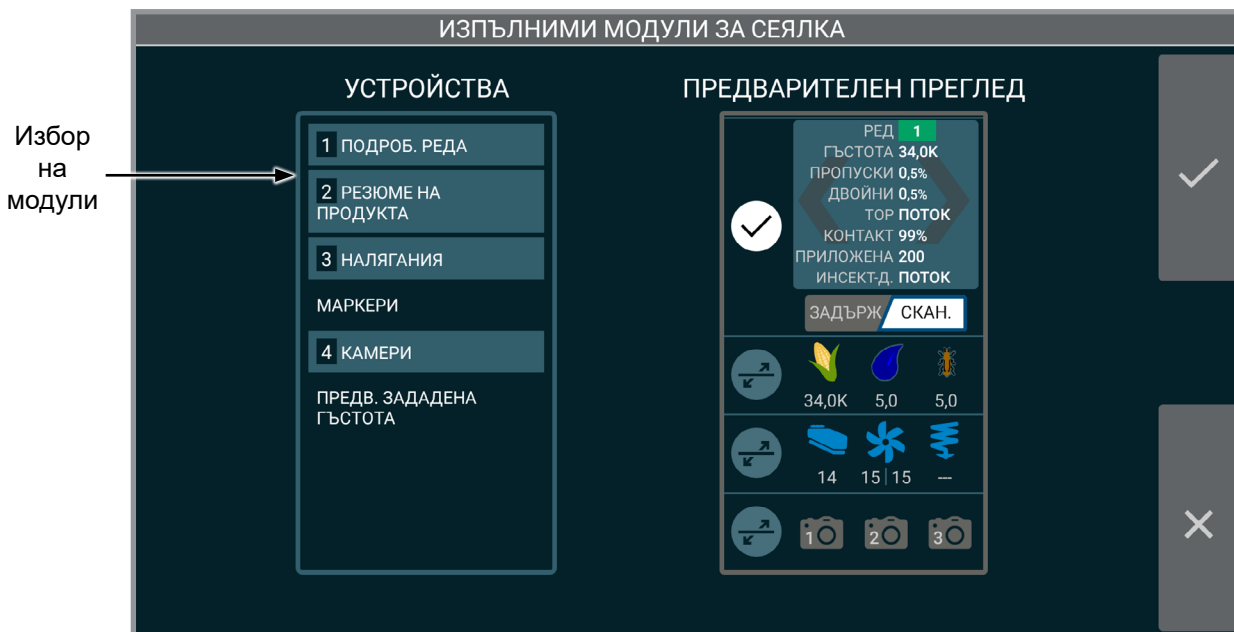 ИЗПЪЛНИМИ МОДУЛИ ЗА СЕЯЛКА
Избор
на
модули
УСТРОЙСТВА
1 ПОДРОБ. РЕДА
2 РЕЗЮМЕ НА
ПРОДУКТА
3 НАЛЯГАНИЯ
МАРКЕРИ
4 КАМЕРИ
ПРЕДВ. ЗАДАДЕНА
ГЪСТОТА
ПРЕДВАРИТЕЛЕН ПРЕГЛЕД
РЕД 1
ГЪСТОТА 34,0K
ПРОПУСКИ 0,5%
ДВОЙНИ 0,5%
ТОР ПОТОК
КОНТАКТ 99%
ПРИЛОЖЕНА 200
ИНСЕКТ-Д. ПОТОК
ЗАДЪРЖ СКАН.
34,0K 5,0 5,0
14 15 | 15 ---
1 2 3